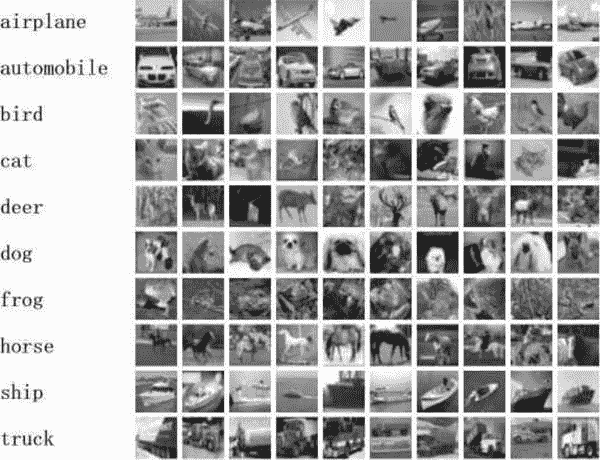 airplane
automobile
bird
cat
deer
dog
frog
horse
ship
truck